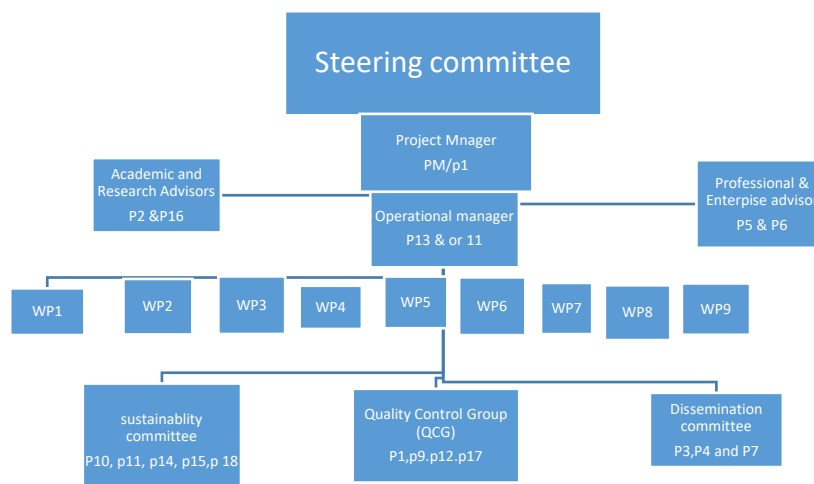 Steering committee
Project Mnager
PM/p1
Academic and
Research Advisors
P2 &P16
Professional &
Enterpise advisor
P5 & P6
Operational manager
P13 & or 11
WP1
WP2
WP3
WP4
WP5
WP6
WP7
WP8
WP9
sustainablity
committee
P10, p11, p14, p15,p 18
Quality Control Group
(QCG)
P1,p9.p12.p17
Dissemination
committee
P3,P4 and P7